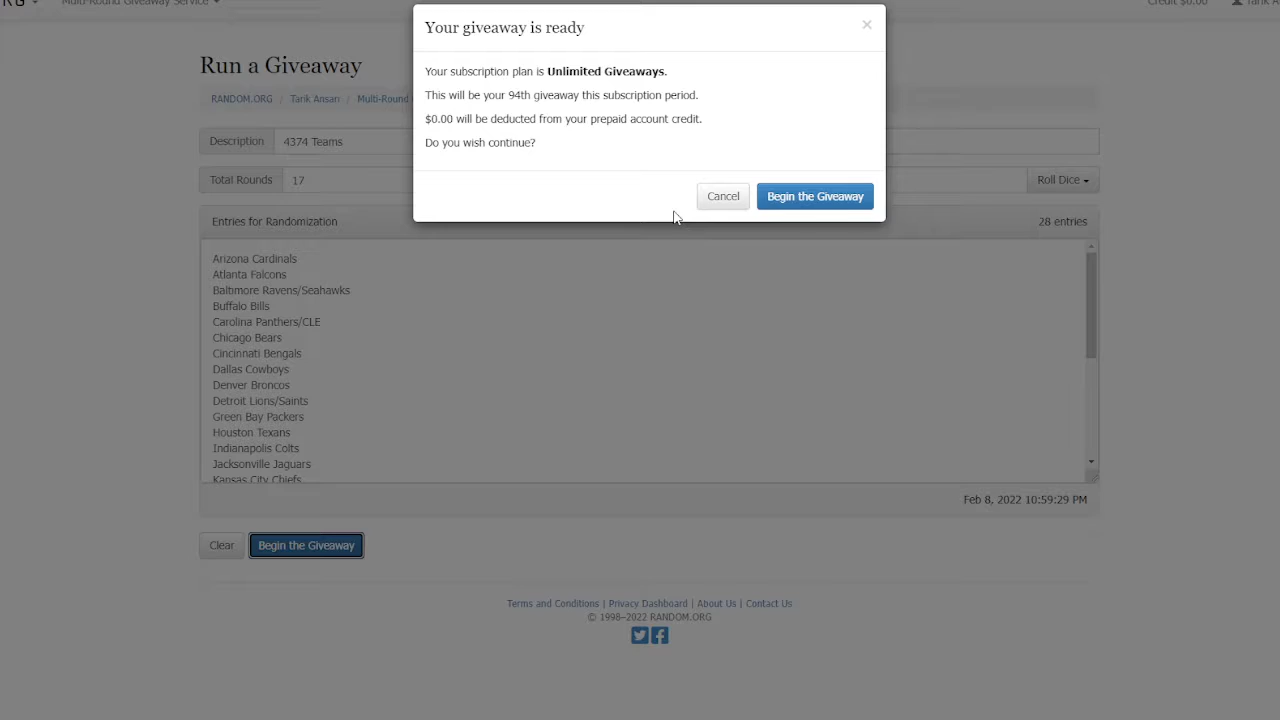 Multi-Round Giveaway Service
Credit $0.00
Tarik A
Your giveaway is ready
×
Your subscription plan is Unlimited Giveaways.
This will be your 94th giveaway this subscription period.
$0.00 will be deducted from your prepaid account credit.
Do you wish continue?
Cancel
Begin the Giveaway
Run a Giveaway
RANDOM.ORG / Tarik Ansari / Multi-Round
Description 4374 Teams
Total Rounds 17 Roll Dice
Entries for Randomization 28 entries
Arizona Cardinals
Atlanta Falcons
Baltimore Ravens/Seahawks
Buffalo Bills
Carolina Panthers/CLE
Chicago Bears
Cincinnati Bengals
Dallas Cowboys
Denver Broncos
Detroit Lions/Saints
Green Bay Packers
Houston Texans
Indianapolis Colts
Jacksonville Jaguars
Kansas City Chiefs
Feb 8, 2022 10:59:29 PM
Clear Begin the Giveaway
Terms and Conditions | Privacy Dashboard | About Us | Contact Us
© 1998–2022 RANDOM.ORG